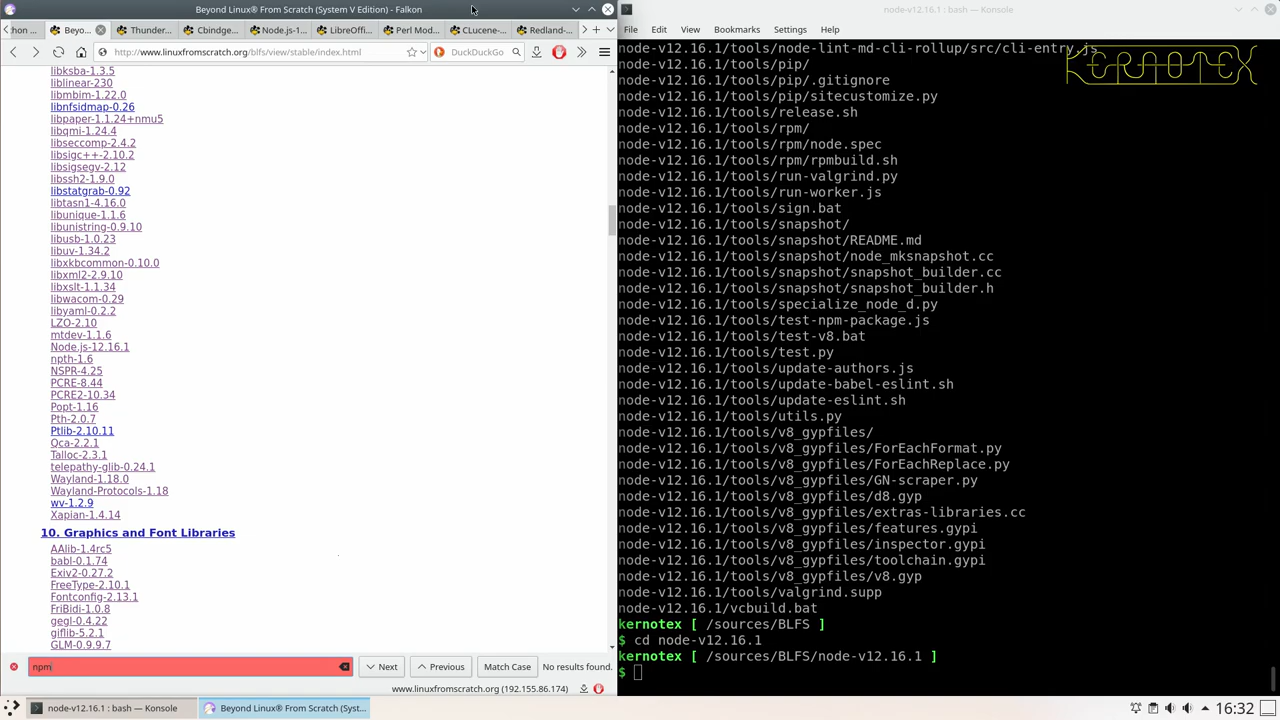 Beyond Linux® From Scratch (System V Edition) - Falkon
thon ...
Beyo...
Thunder...
Cbindge...
Node.js-1...
LibreOffi...
Perl Mod...
CLucene-...
Redland-...
http://www.linuxfromscratch.org/blfs/view/stable/index.html
DuckDuckGo
libksba-1.3.5
liblinear-230
libmbim-1.22.0
libnfsidmap-0.26
libpaper-1.1.24+nmu5
libqmi-1.24.4
libseccomp-2.4.2
libsigc++-2.10.2
libsigsegv-2.12
libssh2-1.9.0
libstatgrab-0.92
libtasn1-4.16.0
libunique-1.1.6
libunistring-0.9.10
libusb-1.0.23
libuv-1.34.2
libxkbcommon-0.10.0
libxml2-2.9.10
libxslt-1.1.34
libwacom-0.29
libyaml-0.2.2
LZO-2.10
mtdev-1.1.6
Node.js-12.16.1
npth-1.6
NSPR-4.25
PCRE-8.44
PCRE2-10.34
Popt-1.16
Pth-2.0.7
Ptlib-2.10.11
Qca-2.2.1
Talloc-2.3.1
telepathy-glib-0.24.1
Wayland-1.18.0
Wayland-Protocols-1.18
wv-1.2.9
Xapian-1.4.14
10. Graphics and Font Libraries
AAlib-1.4rc5
babl-0.1.74
Exiv2-0.27.2
FreeType-2.10.1
Fontconfig-2.13.1
FriBidi-1.0.8
gegl-0.4.22
giflib-5.2.1
GLM-0.9.9.7
npm
Next
Previous
Match Case
No results found.
www.linuxfromscratch.org (192.155.86.174)
node-v12.16.1 : bash — Konsole
File Edit View Bookmarks Settings Help
node-v12.16.1/tools/node-lint-md-cli-rollup/src/cli-entry.js
KERNOTEX
node-v12.16.1/tools/pip/
node-v12.16.1/tools/pip/.gitignore
node-v12.16.1/tools/pip/sitecustomize.py
node-v12.16.1/tools/release.sh
node-v12.16.1/tools/rpm/
node-v12.16.1/tools/rpm/node.spec
node-v12.16.1/tools/rpm/rpmbuild.sh
node-v12.16.1/tools/run-valgrind.py
node-v12.16.1/tools/run-worker.js
node-v12.16.1/tools/sign.bat
node-v12.16.1/tools/snapshot/
node-v12.16.1/tools/snapshot/README.md
node-v12.16.1/tools/snapshot/node_mksnapshot.cc
node-v12.16.1/tools/snapshot/snapshot_builder.cc
node-v12.16.1/tools/snapshot/snapshot_builder.h
node-v12.16.1/tools/specialize_node_d.py
node-v12.16.1/tools/test-npm-package.js
node-v12.16.1/tools/test-v8.bat
node-v12.16.1/tools/test.py
node-v12.16.1/tools/update-authors.js
node-v12.16.1/tools/update-babel-eslint.sh
node-v12.16.1/tools/update-eslint.sh
node-v12.16.1/tools/utils.py
node-v12.16.1/tools/v8_gypfiles/
node-v12.16.1/tools/v8_gypfiles/ForEachFormat.py
node-v12.16.1/tools/v8_gypfiles/ForEachReplace.py
node-v12.16.1/tools/v8_gypfiles/GN-scraper.py
node-v12.16.1/tools/v8_gypfiles/d8.gyp
node-v12.16.1/tools/v8_gypfiles/extras-libraries.cc
node-v12.16.1/tools/v8_gypfiles/features.gypi
node-v12.16.1/tools/v8_gypfiles/inspector.gypi
node-v12.16.1/tools/v8_gypfiles/toolchain.gypi
node-v12.16.1/tools/v8_gypfiles/v8.gyp
node-v12.16.1/tools/valgrind.supp
node-v12.16.1/vcbuild.bat
kernotex [ /sources/BLFS ]
$ cd node-v12.16.1
kernotex [ /sources/BLFS/node-v12.16.1 ]
$
node-v12.16.1 : bash — Konsole
Beyond Linux® From Scratch (Syst...
16:32